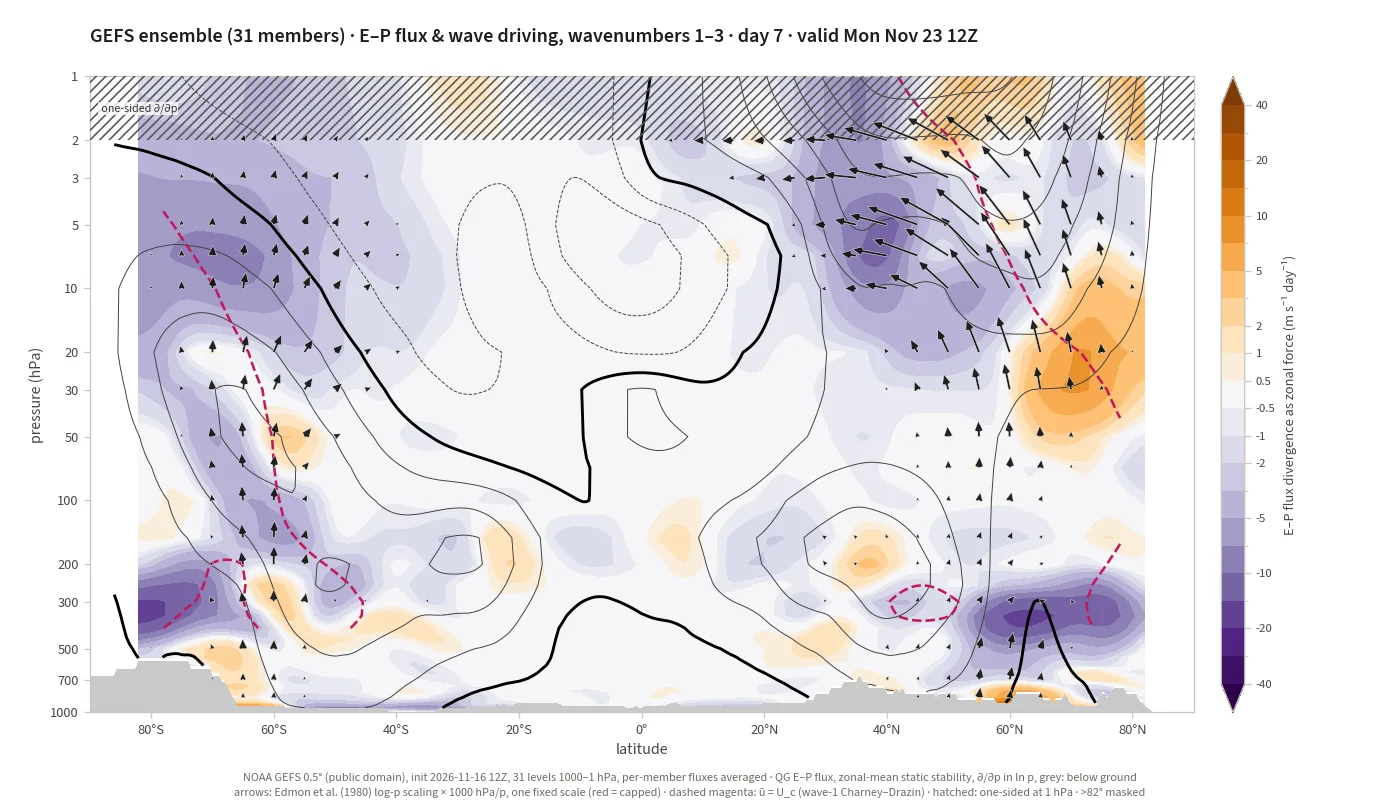 GEFS ensemble (31 members) · E–P flux & wave driving, wavenumbers 1–3 · day 7 · valid Mon Nov 23 12Z
one-sided ∂/∂p
1
2
3
5
10
20
30
50
100
200
300
500
700
1000
pressure (hPa)
80°S
60°S
40°S
20°S
0°
20°N
40°N
60°N
80°N
latitude
40
20
10
5
2
1
0.5
-0.5
-1
-2
-5
-10
-20
-40
E–P flux divergence as zonal force (m s⁻¹ day⁻¹)
NOAA GEFS 0.5° (public domain), init 2026-11-16 12Z, 31 levels 1000–1 hPa, per-member fluxes averaged · QG E–P flux, zonal-mean static stability, ∂/∂p in ln p, grey: below ground
arrows: Edmon et al. (1980) log-p scaling × 1000 hPa/p, one fixed scale (red = capped) · dashed magenta: ū = U_c (wave-1 Charney–Drazin) · hatched: one-sided at 1 hPa · >82° masked